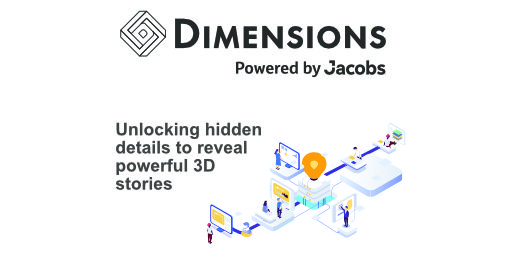 DIMENSIONS
Powered by Jacobs
Unlocking hidden
details to reveal
powerful 3D
stories